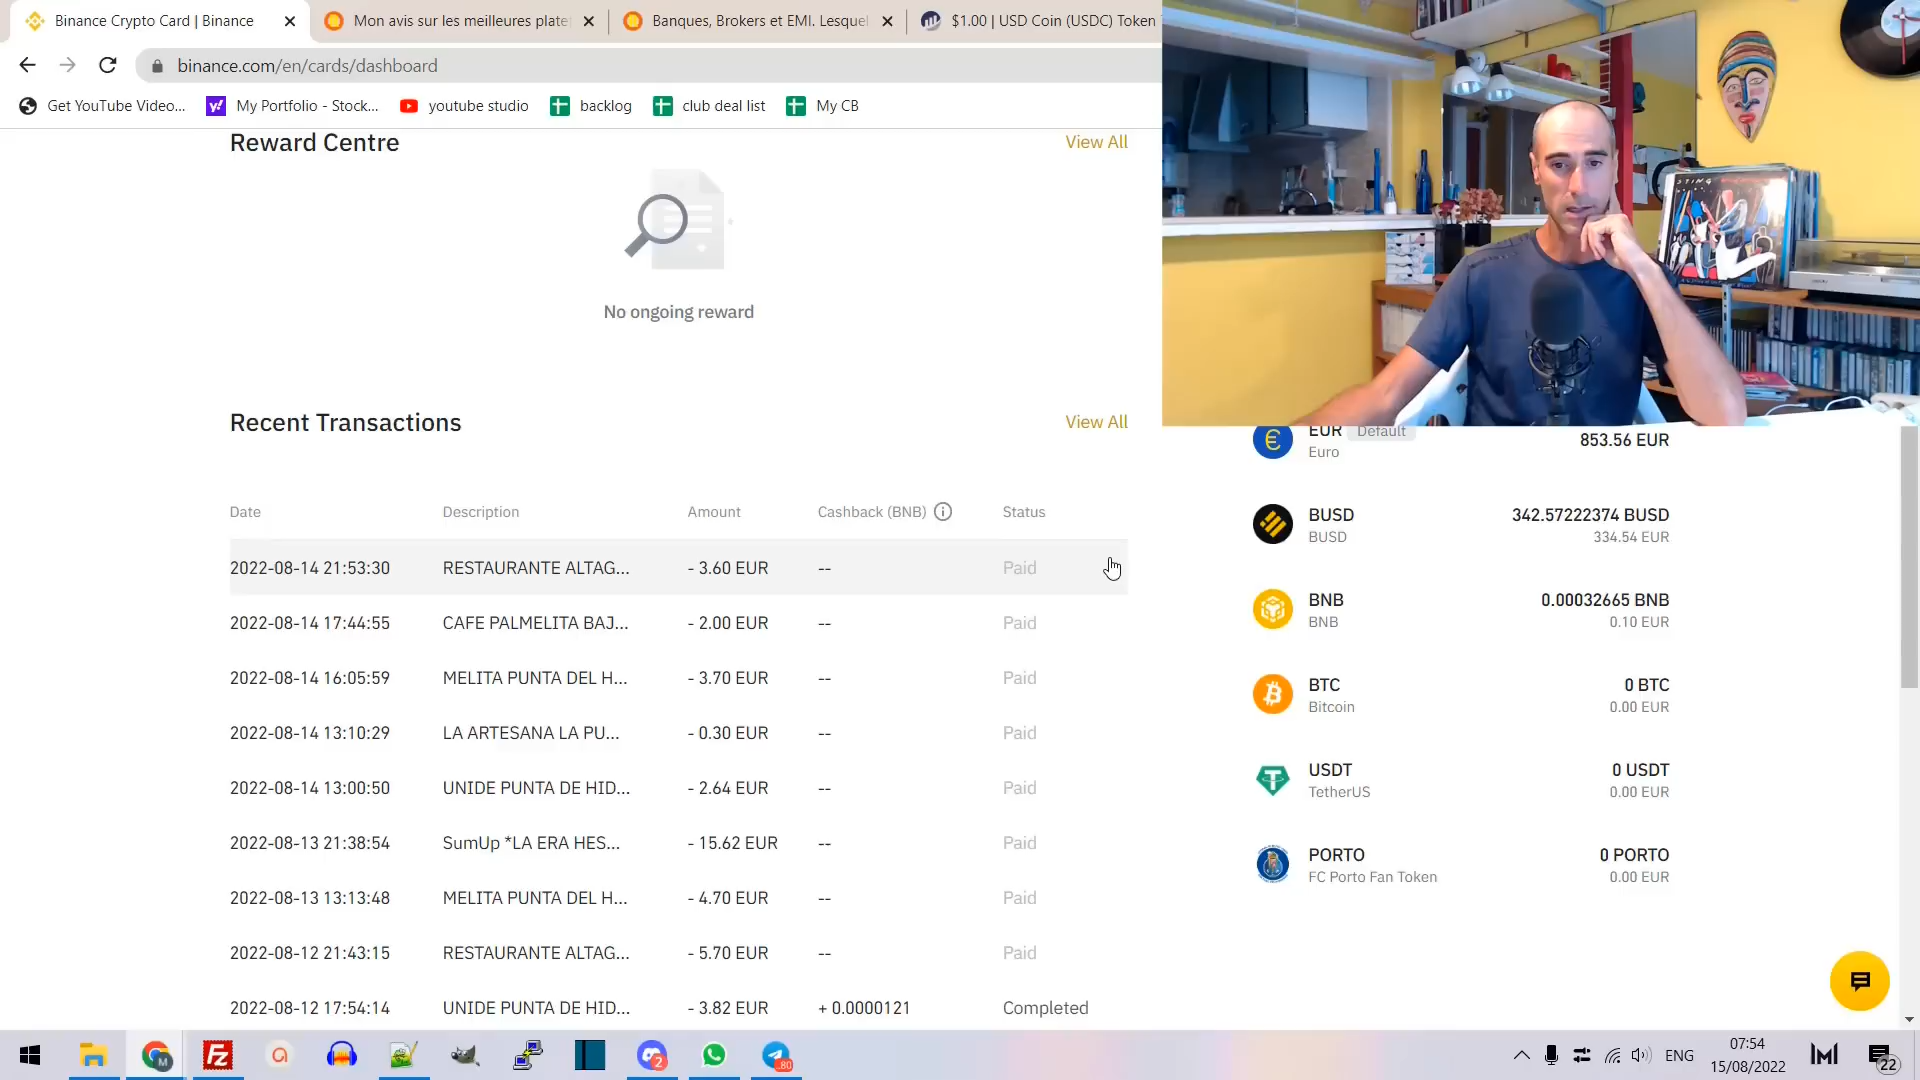 Binance Crypto Card | Binance
Mon avis sur les meilleures plate
Banques, Brokers et EMI. Lesquel
$1.00 | USD Coin (USDC) Token
binance.com/en/cards/dashboard
Get YouTube Video...
My Portfolio - Stock...
youtube studio
backlog
club deal list
My CB
Reward Centre
View All
No ongoing reward
Recent Transactions
View All
Date Description Amount Cashback (BNB) Status
2022-08-14 21:53:30 RESTAURANTE ALTAG... - 3.60 EUR -- Paid
2022-08-14 17:44:55 CAFE PALMELITA BAJ... - 2.00 EUR -- Paid
2022-08-14 16:05:59 MELITA PUNTA DEL H... - 3.70 EUR -- Paid
2022-08-14 13:10:29 LA ARTESANA LA PU... - 0.30 EUR -- Paid
2022-08-14 13:00:50 UNIDE PUNTA DE HID... - 2.64 EUR -- Paid
2022-08-13 21:38:54 SumUp *LA ERA HES... - 15.62 EUR -- Paid
2022-08-13 13:13:48 MELITA PUNTA DEL H... - 4.70 EUR -- Paid
2022-08-12 21:43:15 RESTAURANTE ALTAG... - 5.70 EUR -- Paid
2022-08-12 17:54:14 UNIDE PUNTA DE HID... - 3.82 EUR + 0.0000121 Completed
STING
EUR Default 853.56 EUR
Euro
BUSD 342.57222374 BUSD
BUSD 334.54 EUR
BNB 0.00032665 BNB
BNB 0.10 EUR
BTC 0 BTC
Bitcoin 0.00 EUR
USDT 0 USDT
TetherUS 0.00 EUR
PORTO 0 PORTO
FC Porto Fan Token 0.00 EUR
2
80
ENG
07:54
15/08/2022
22